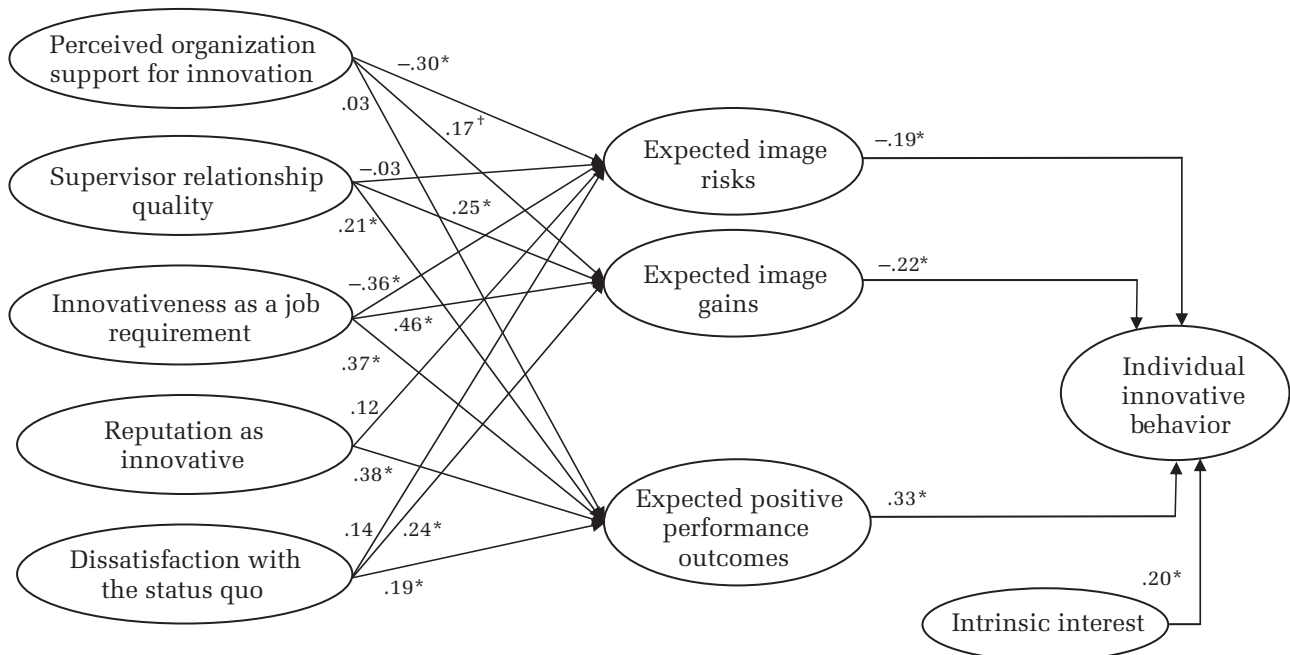 Perceived organization
support for innovation
Supervisor relationship
quality
Innovativeness as a job
requirement
Reputation as
innovative
Dissatisfaction with
the status quo
–.30*
.03
.17†
–.03
.25*
.21*
–.36*
.46*
.37*
.12
.38*
.14
.24*
.19*
Expected image
risks
Expected image
gains
Expected positive
performance
outcomes
–.19*
–.22*
.33*
Individual
innovative
behavior
.20*
Intrinsic interest